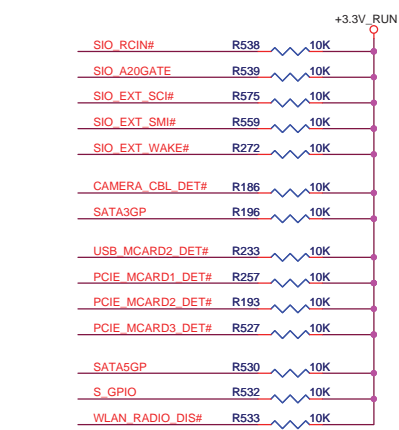 +3.3V_RUN
SIO_RCIN# R538 10K
SIO_A20GATE R539 10K
SIO_EXT_SCI# R575 10K
SIO_EXT_SMI# R559 10K
SIO_EXT_WAKE# R272 10K
CAMERA_CBL_DET# R186 10K
SATA3GP R196 10K
USB_MCARD2_DET# R233 10K
PCIE_MCARD1_DET# R257 10K
PCIE_MCARD2_DET# R193 10K
PCIE_MCARD3_DET# R527 10K
SATA5GP R530 10K
S_GPIO R532 10K
WLAN_RADIO_DIS# R533 10K